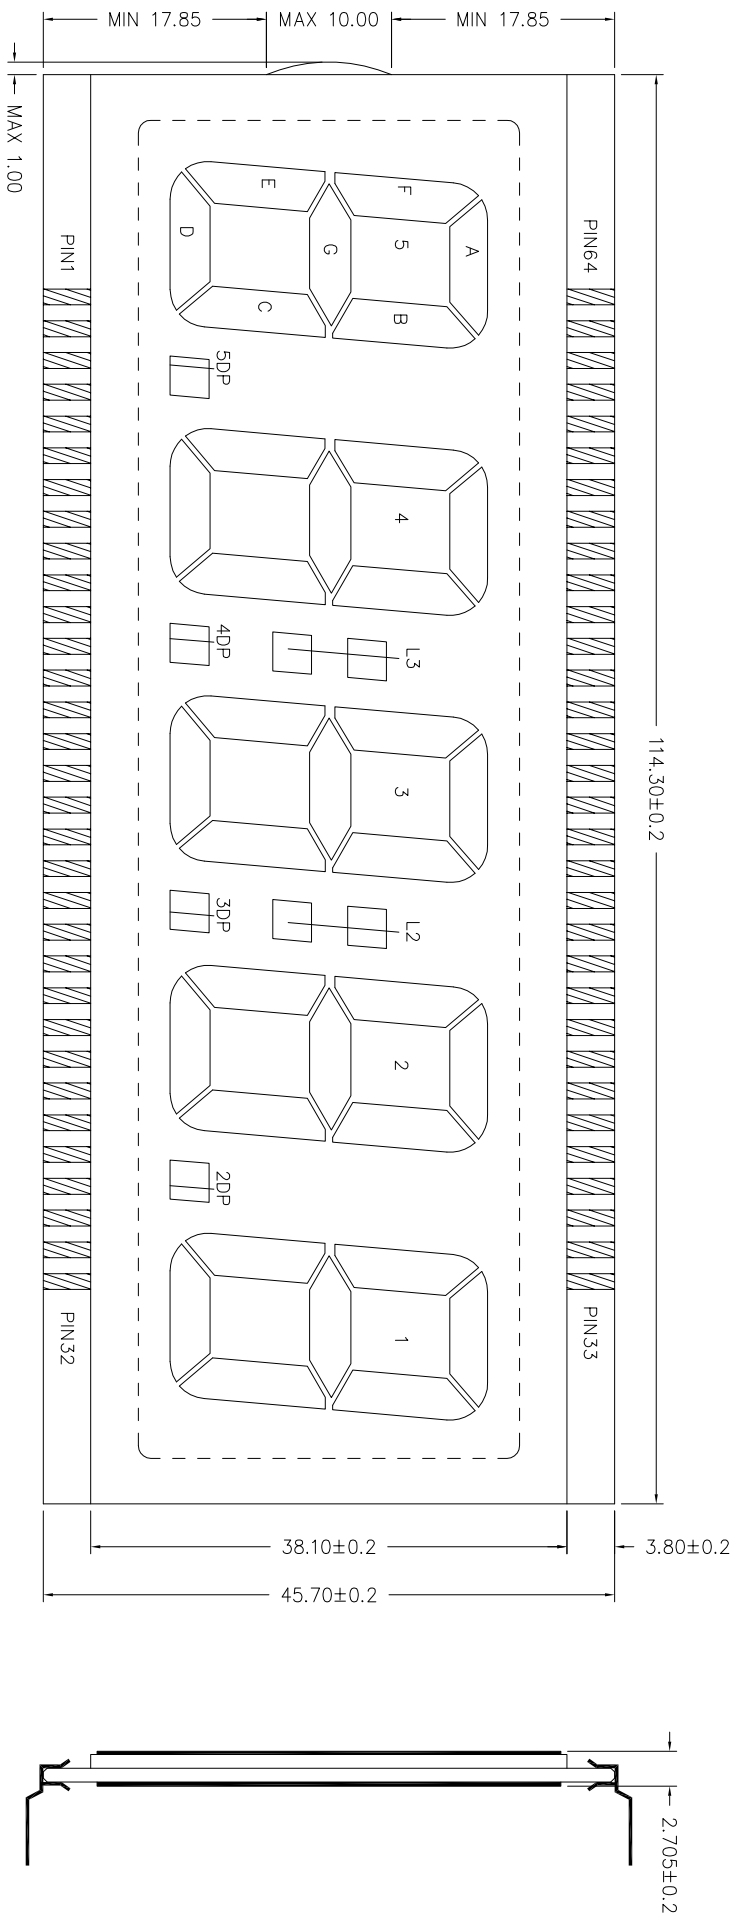 MIN 17.85
MAX 10.00
MIN 17.85
MAX 1.00
PIN1
PIN64
E
F
D
G
5
A
C
B
5DP
4
4DP
L3
3
114.30±0.2
3DP
L2
2
2DP
1
PIN32
PIN33
38.10±0.2
3.80±0.2
45.70±0.2
2.705±0.2